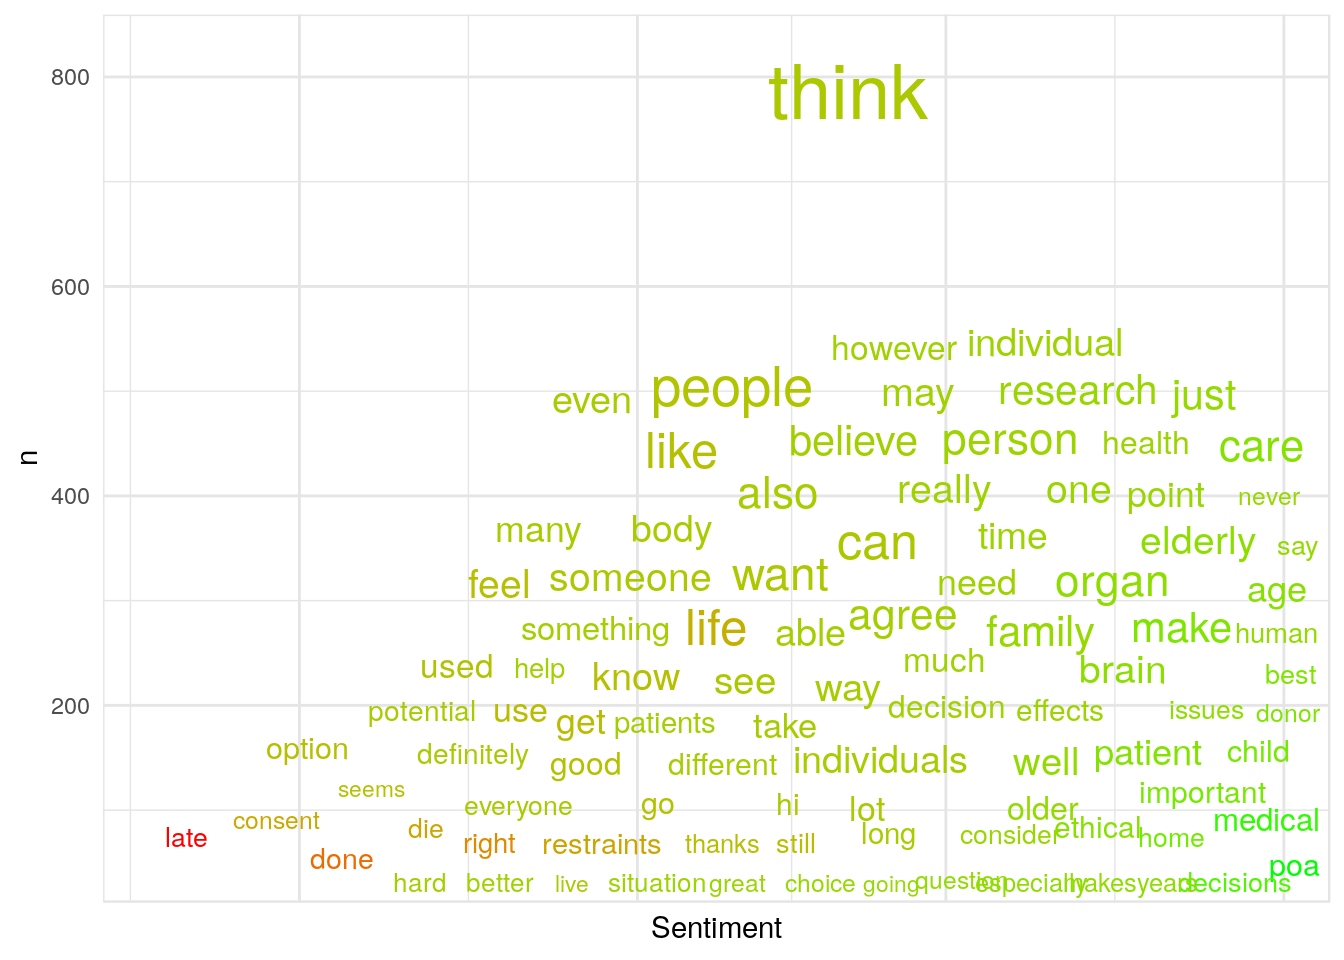 800
think
600
however individual
people
even may research just
like believe person health care
also really one point never
many body can time elderly say
feel someone want need organ age
something life able agree family make human
used help know see way much brain best
potential use get patients take decision effects issues donor
option definitely good different individuals well patient child
seems everyone go hi lot older important
late consent die right restraints thanks still long consider ethical home medical
done poa
hard better live situation great choice going question especially makes years decisions
400
200
n
Sentiment